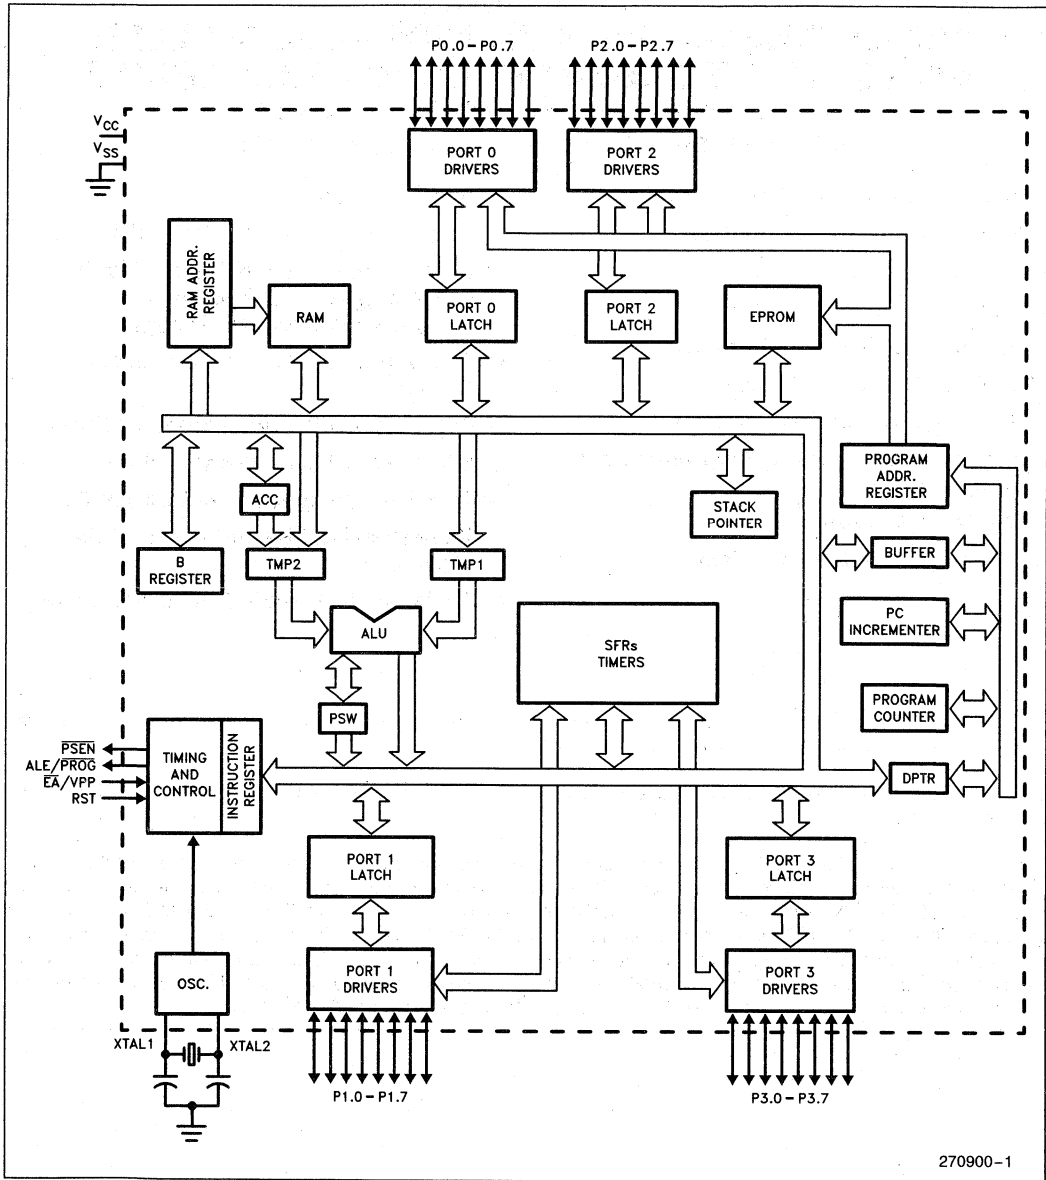 P0.0–P0.7
P2.0–P2.7
VCC
VSS
PORT 0
DRIVERS
PORT 2
DRIVERS
RAM ADDR.
REGISTER
RAM
PORT 0
LATCH
PORT 2
LATCH
EPROM
PROGRAM
ADDR.
REGISTER
ACC
STACK
POINTER
B
REGISTER
TMP2
TMP1
BUFFER
ALU
SFRs
TIMERS
PC
INCREMENTER
PSW
PROGRAM
COUNTER
PSEN
ALE/PROG
EA/VPP
RST
TIMING
AND
CONTROL
INSTRUCTION
REGISTER
DPTR
PORT 1
LATCH
PORT 3
LATCH
OSC.
PORT 1
DRIVERS
PORT 3
DRIVERS
XTAL1
XTAL2
P1.0–P1.7
P3.0–P3.7
270900–1